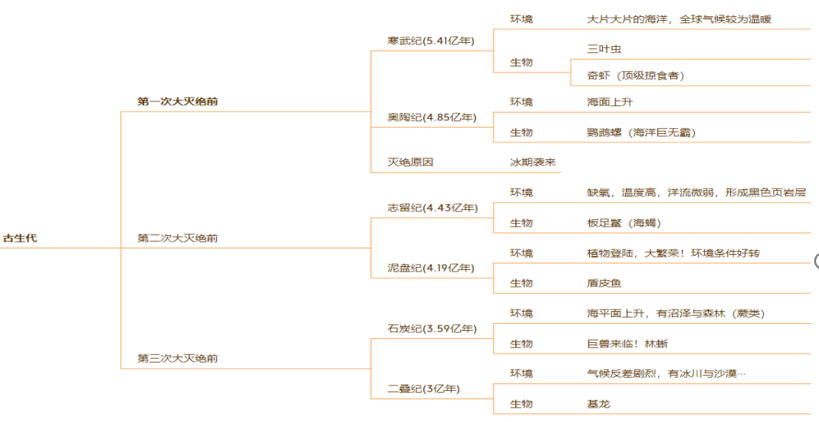 古生代
第一次大灭绝前
寒武纪(5.41亿年)
环境
大片大片的海洋，全球气候较为温暖
生物
三叶虫
奇虾（顶级掠食者）
奥陶纪(4.85亿年)
环境
海面上升
生物
鹦鹉螺（海洋巨无霸）
灭绝原因
冰期袭来
第二次大灭绝前
志留纪(4.43亿年)
环境
缺氧，温度高，洋流微弱，形成黑色页岩层
生物
板足鲎（海蝎）
泥盘纪(4.19亿年)
环境
植物登陆，大繁荣！环境条件好转
生物
盾皮鱼
第三次大灭绝前
石炭纪(3.59亿年)
环境
海平面上升，有沼泽与森林（蕨类）
生物
巨兽来临！林蜥
二叠纪(3亿年)
环境
气候反差剧烈，有冰川与沙漠…
生物
基龙